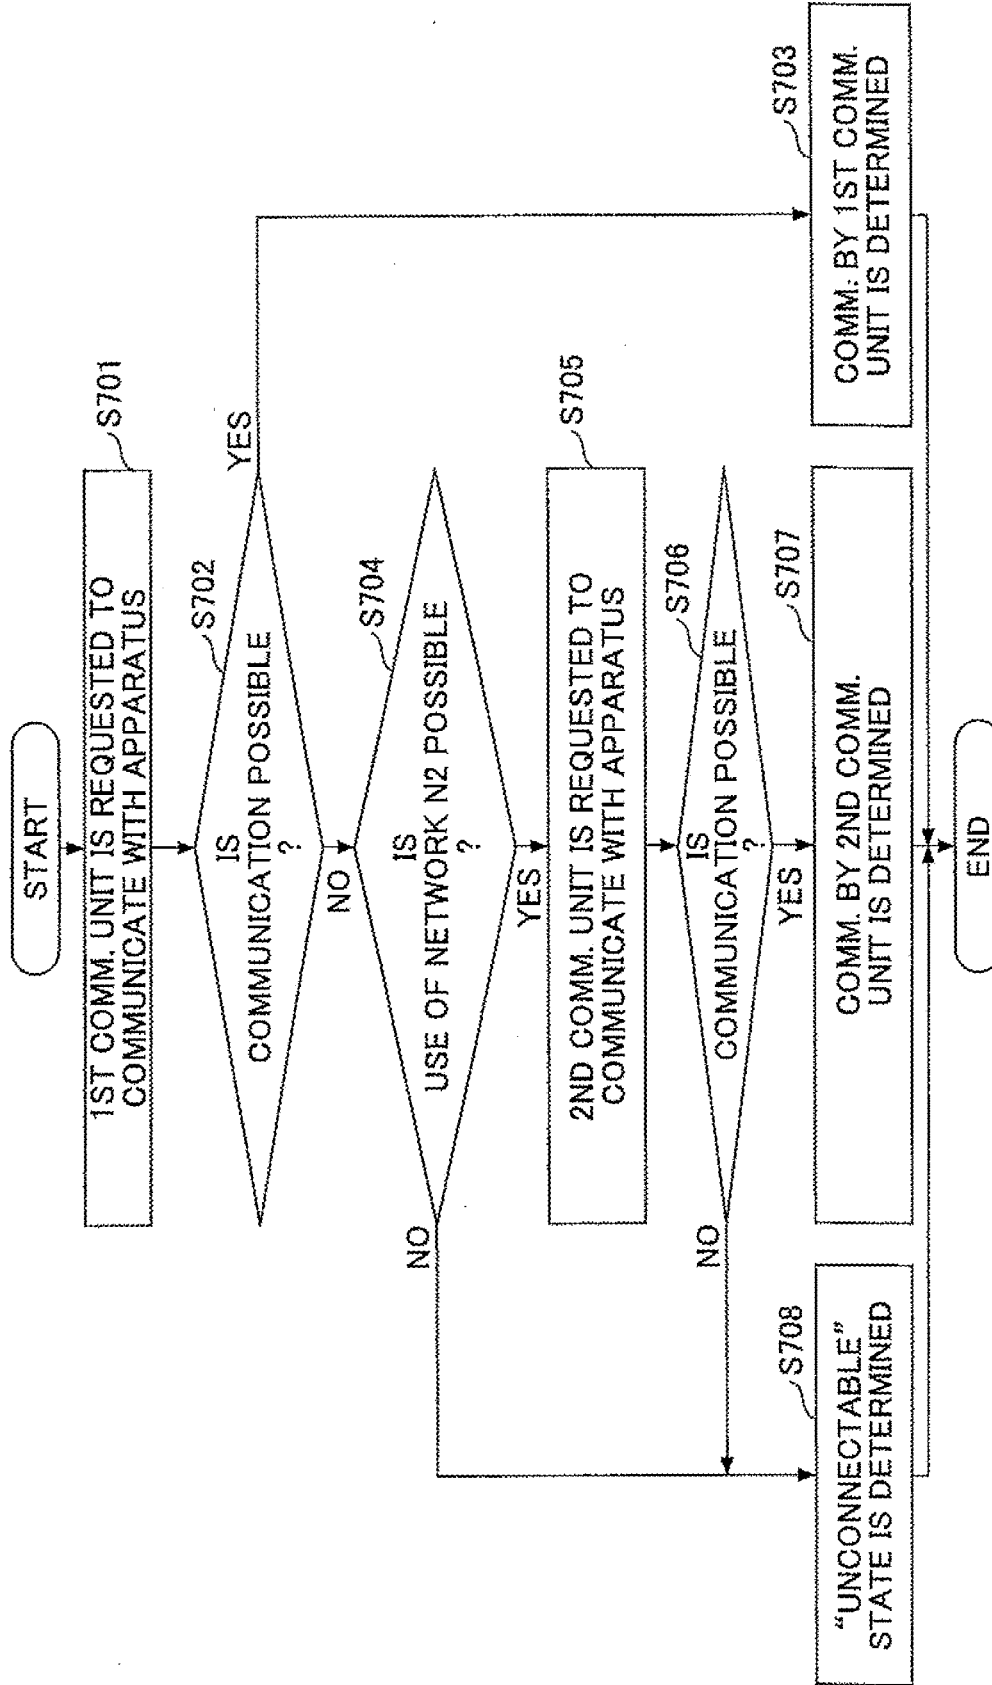 START
1ST COMM. UNIT IS REQUESTED TO
COMMUNICATE WITH APPARATUS
S701
IS
COMMUNICATION POSSIBLE
?
S702
YES
NO
IS
USE OF NETWORK N2 POSSIBLE
?
S704
NO
YES
2ND COMM. UNIT IS REQUESTED TO
COMMUNICATE WITH APPARATUS
S705
IS
COMMUNICATION POSSIBLE
?
S706
NO
YES
"UNCONNECTABLE"
STATE IS DETERMINED
S708
COMM. BY 2ND COMM.
UNIT IS DETERMINED
S707
COMM. BY 1ST COMM.
UNIT IS DETERMINED
S703
END